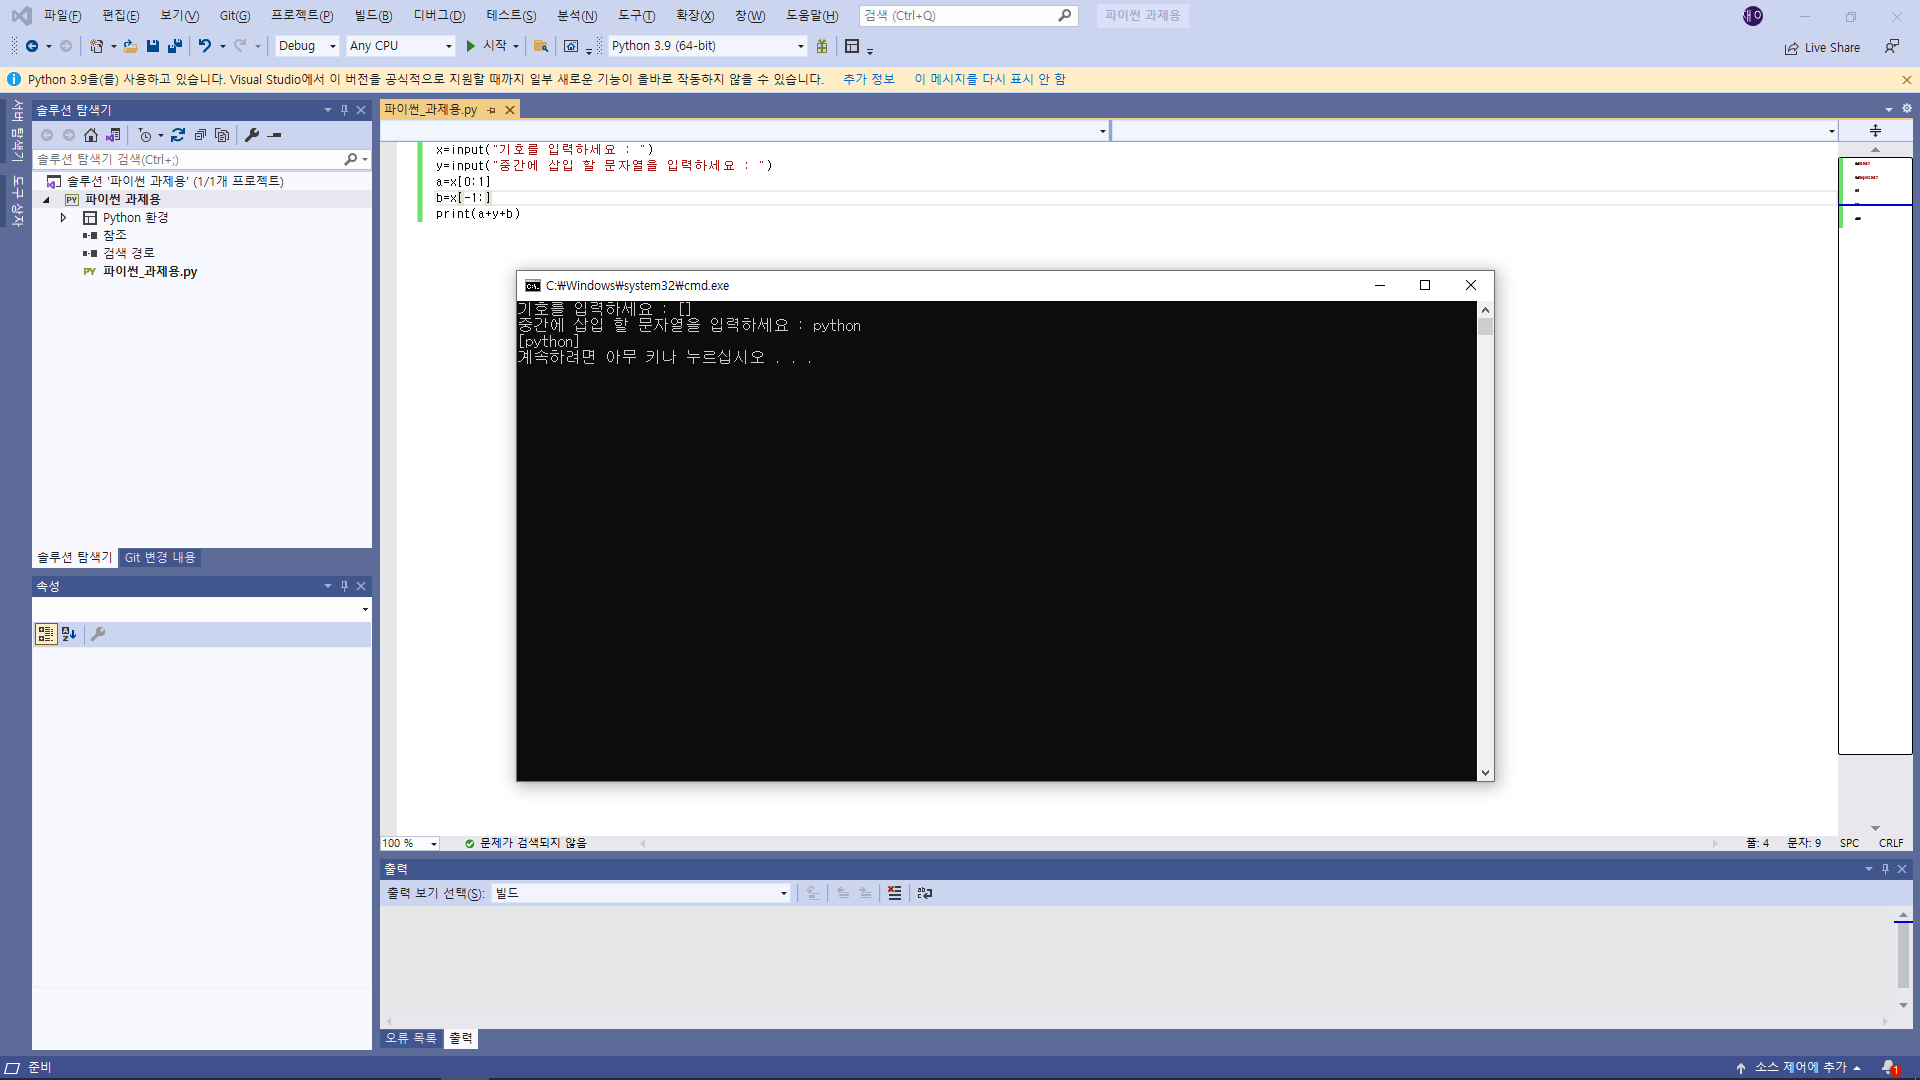 파일(F) 편집(E) 보기(V) Git(G) 프로젝트(P) 빌드(B) 디버그(D) 테스트(S) 분석(N) 도구(T) 확장(X) 창(W) 도움말(H) 검색 (Ctrl+Q) 파이썬 과제용
Debug Any CPU 시작 Python 3.9 (64-bit) Live Share
Python 3.9을(를) 사용하고 있습니다. Visual Studio에서 이 버전을 공식적으로 지원할 때까지 일부 새로운 기능이 올바로 작동하지 않을 수 있습니다. 추가 정보 이 메시지를 다시 표시 안 함
서버 탐색기
도구 상자
솔루션 탐색기
솔루션 탐색기 검색(Ctrl+;)
솔루션 '파이썬 과제용' (1/1개 프로젝트)
PY 파이썬 과제용
Python 환경
참조
검색 경로
PY 파이썬_과제용.py
솔루션 탐색기 Git 변경 내용
속성
파이썬_과제용.py
x=input("기호를 입력하세요 : ")
y=input("중간에 삽입 할 문자열을 입력하세요 : ")
a=x[0:1]
b=x[-1:]
print(a+y+b)
C:₩Windows₩system32₩cmd.exe
기호를 입력하세요 : []
중간에 삽입 할 문자열을 입력하세요 : python
[python]
계속하려면 아무 키나 누르십시오 . . .
100 % 문제가 검색되지 않음 줄: 4 문자: 9 SPC CRLF
출력
출력 보기 선택(S): 빌드
오류 목록 출력
준비 소스 제어에 추가 1